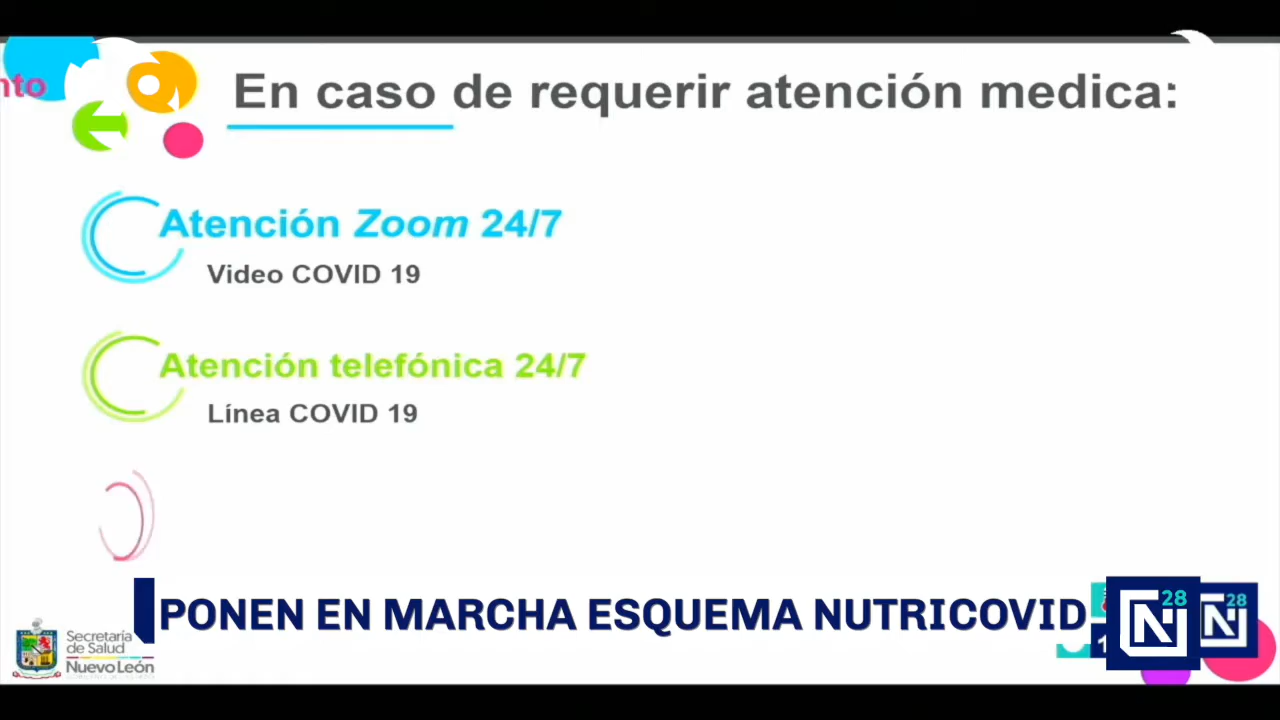 nto
En caso de requerir atención medica:
Atención Zoom 24/7
Video COVID 19
Atención telefónica 24/7
Línea COVID 19
PONEN EN MARCHA ESQUEMA NUTRICOVID
Secretaría
de Salud
Nuevo León
N 28
N 28